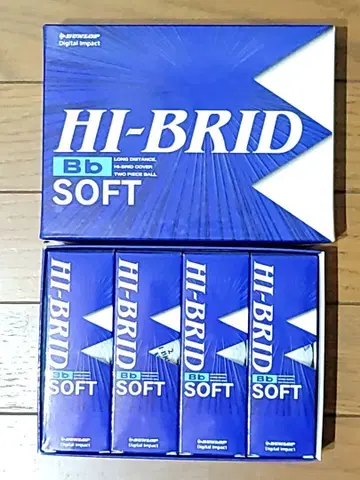 DUNLOP
Digital Impact
HI-BRID
Bb
LONG DISTANCE,
HI-BRID COVER
TWO PIECE BALL
SOFT
HI-BRID
Bb
SOFT
DUNLOP
Digital Impact
HI-BRID
Bb
SOFT
DUNLOP
Digital Impact
HI-BRID
Bb
SOFT
DUNLOP
Digital Impact
HI-BRID
Bb
SOFT
DUNLOP
Digital Impact